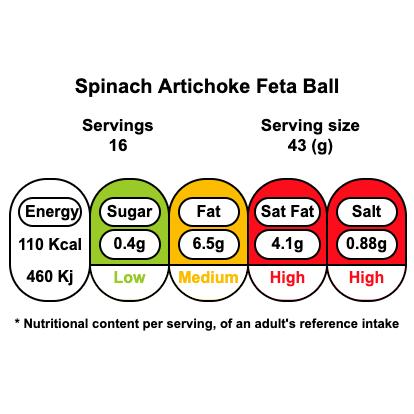 Spinach Artichoke Feta Ball
Servings Serving size
16 43 (g)
Energy Sugar Fat Sat Fat Salt
110 Kcal 0.4g 6.5g 4.1g 0.88g
460 Kj Low Medium High High
* Nutritional content per serving, of an adult's reference intake